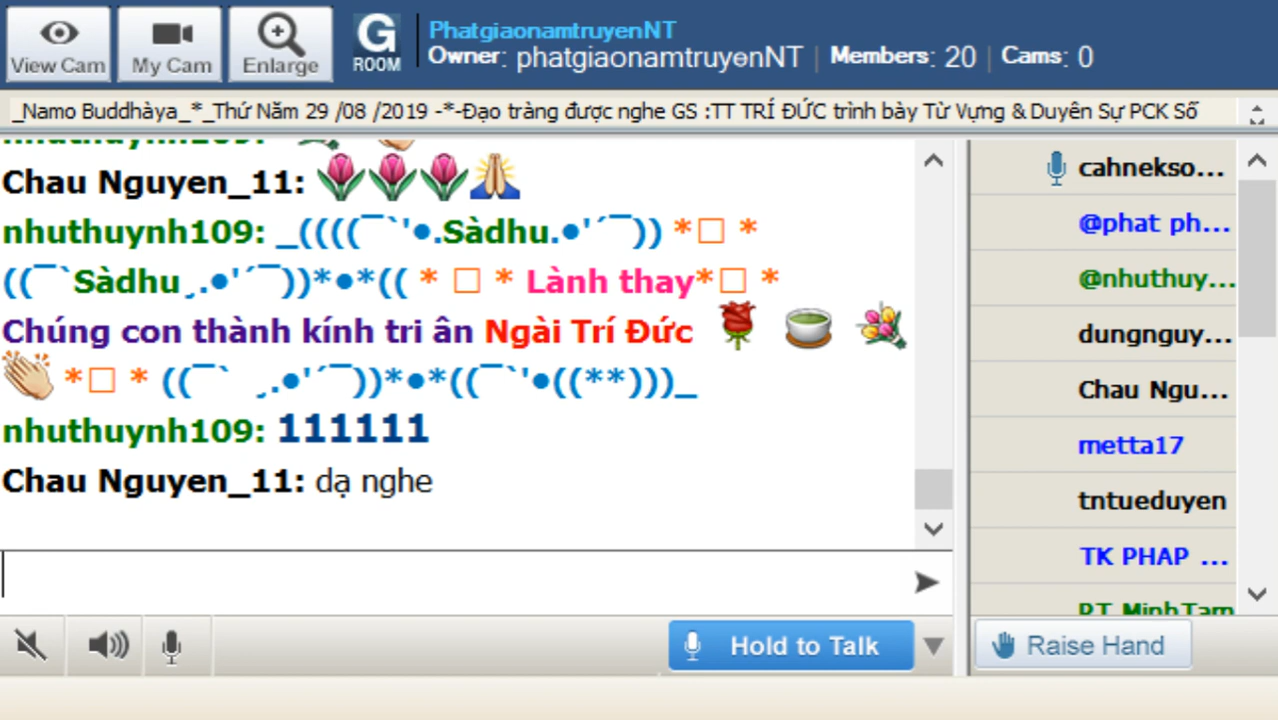 View Cam
My Cam
Enlarge
G
ROOM
PhatgiaonamtruyenNT
Owner: phatgiaonamtruyenNT | Members: 20 | Cams: 0
_Namo Buddhàya_*_Thứ Năm 29 /08 /2019 -*-Đạo tràng được nghe GS :TT TRÍ ĐỨC trình bày Từ Vựng & Duyên Sự PCK Số
nhuthuynh109:
Chau Nguyen_11:
nhuthuynh109: _((((¯`'●.Sàdhu.●'´¯)) *□ *
((¯`Sàdhu¸.●'´¯))*●*(( * □ * Lành thay*□ *
Chúng con thành kính tri ân Ngài Trí Đức
*□ * ((¯` ¸.●'´¯))*●*((¯`'●((**)))_
nhuthuynh109: 111111
Chau Nguyen_11: dạ nghe
cahnekso...
@phat ph...
@nhuthuy...
dungnguy...
Chau Ngu...
metta17
tntueduyen
TK PHAP ...
PT MinhTam
Hold to Talk
Raise Hand